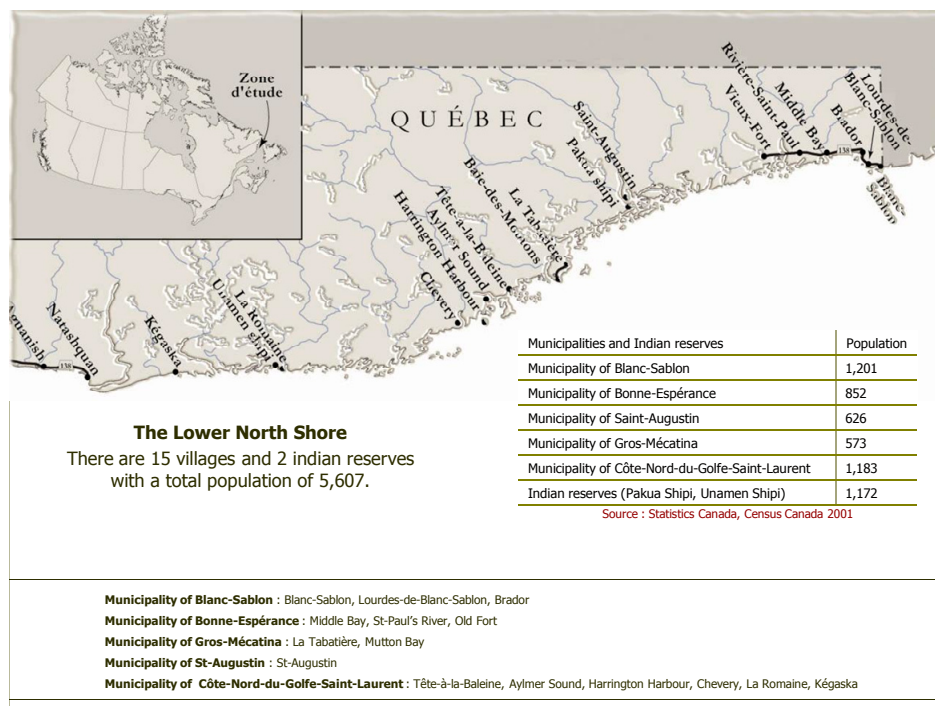 Zone
d'étude
QUÉBEC
Lourdes-de-
Blanc-Sablon
Rivière-Saint-Paul
Middle Bay
Vieux-Fort
Brador
Blanc-
Sablon
Saint-Augustin
Pakua shipi
138
Baie-des-Moutons
La Tabatière
Tête-à-la-Baleine
Aylmer Sound
Harrington Harbour
Chevery
La Romaine
Unamen shipi
Kégaska
Natashquan
138
Municipalities and Indian reserves Population
Municipality of Blanc-Sablon 1,201
Municipality of Bonne-Espérance 852
Municipality of Saint-Augustin 626
Municipality of Gros-Mécatina 573
Municipality of Côte-Nord-du-Golfe-Saint-Laurent 1,183
Indian reserves (Pakua Shipi, Unamen Shipi) 1,172
Source : Statistics Canada, Census Canada 2001
The Lower North Shore
There are 15 villages and 2 indian reserves
with a total population of 5,607.
Municipality of Blanc-Sablon : Blanc-Sablon, Lourdes-de-Blanc-Sablon, Brador
Municipality of Bonne-Espérance : Middle Bay, St-Paul's River, Old Fort
Municipality of Gros-Mécatina : La Tabatière, Mutton Bay
Municipality of St-Augustin : St-Augustin
Municipality of Côte-Nord-du-Golfe-Saint-Laurent : Tête-à-la-Baleine, Aylmer Sound, Harrington Harbour, Chevery, La Romaine, Kégaska